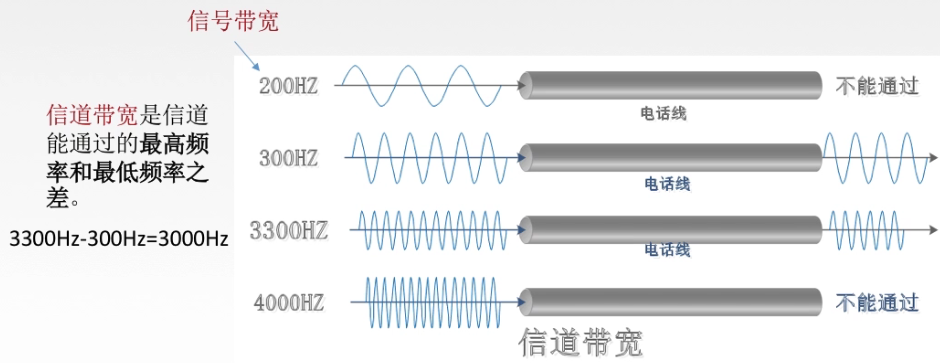 信号带宽
200HZ
不能通过
电话线
信道带宽是信道
能通过的最高频
率和最低频率之
差。
300HZ
电话线
3300Hz-300Hz=3000Hz
3300HZ
电话线
4000HZ
不能通过
信道带宽